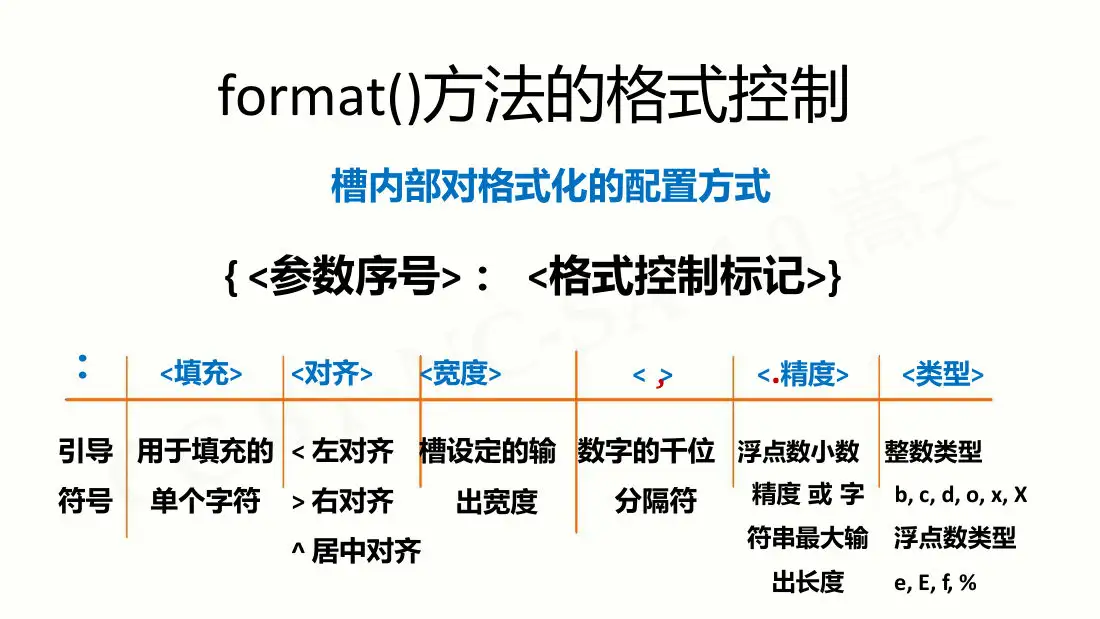 format()方法的格式控制
槽内部对格式化的配置方式
{ <参数序号> : <格式控制标记>}
: <填充> <对齐> <宽度> < , > < .精度> <类型>
引导 用于填充的 < 左对齐 槽设定的输 数字的千位 浮点数小数 整数类型
符号 单个字符 > 右对齐 出宽度 分隔符 精度 或 字 b, c, d, o, x, X
^ 居中对齐 符串最大输 浮点数类型
出长度 e, E, f, %
嵩天